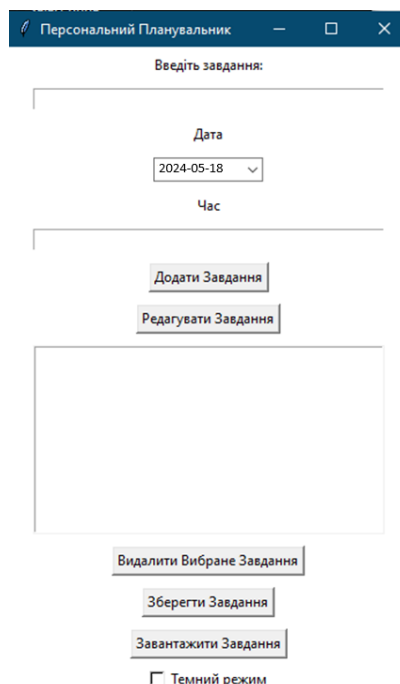 Персональний Планувальник
Введіть завдання:
Дата
2024-05-18
Час
Додати Завдання
Редагувати Завдання
Видалити Вибране Завдання
Зберегти Завдання
Завантажити Завдання
Темний режим